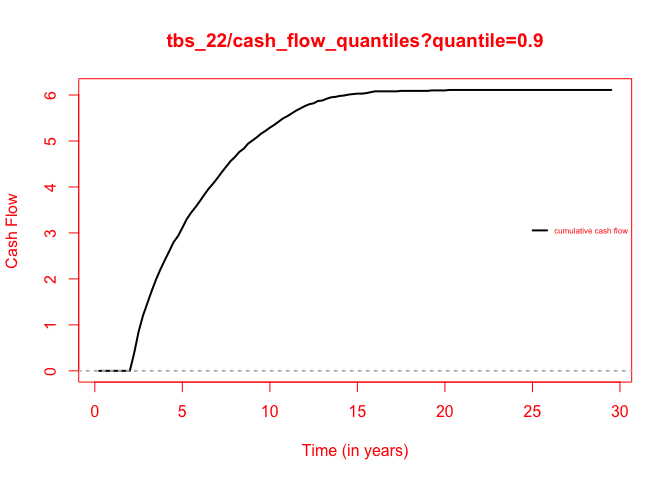 tbs_22/cash_flow_quantiles?quantile=0.9
Cash Flow
6
5
4
3
2
1
0
cumulative cash flow
0 5 10 15 20 25 30
Time (in years)